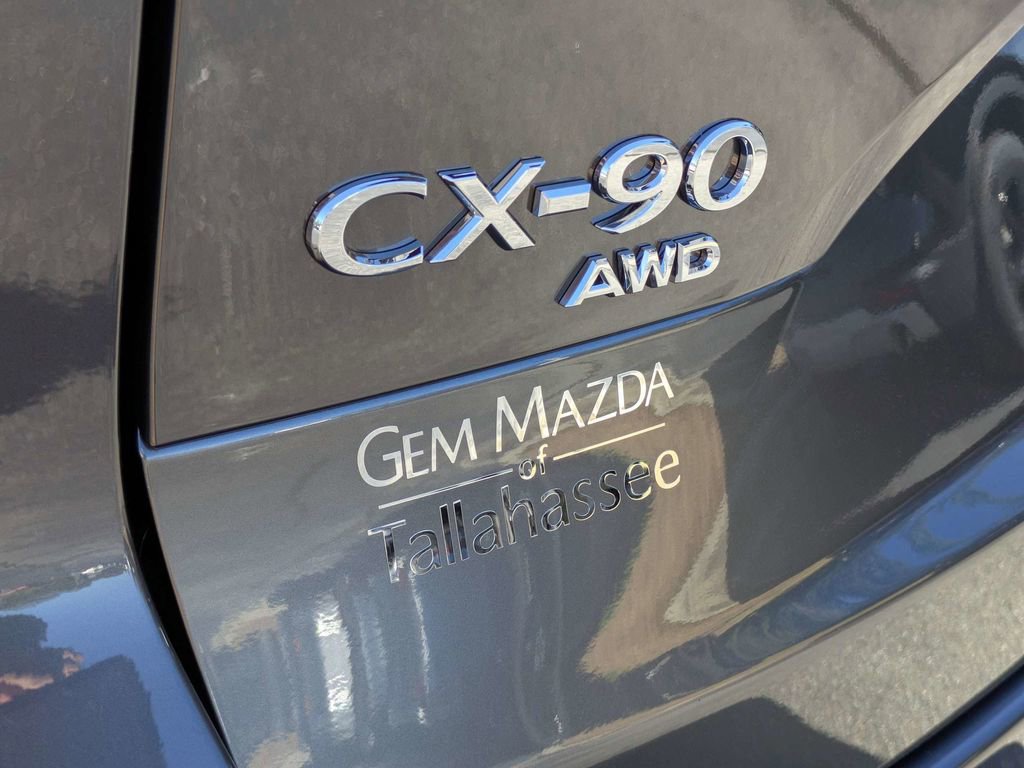 CX-90
AWD
GEM MAZDA
of
Tallahassee